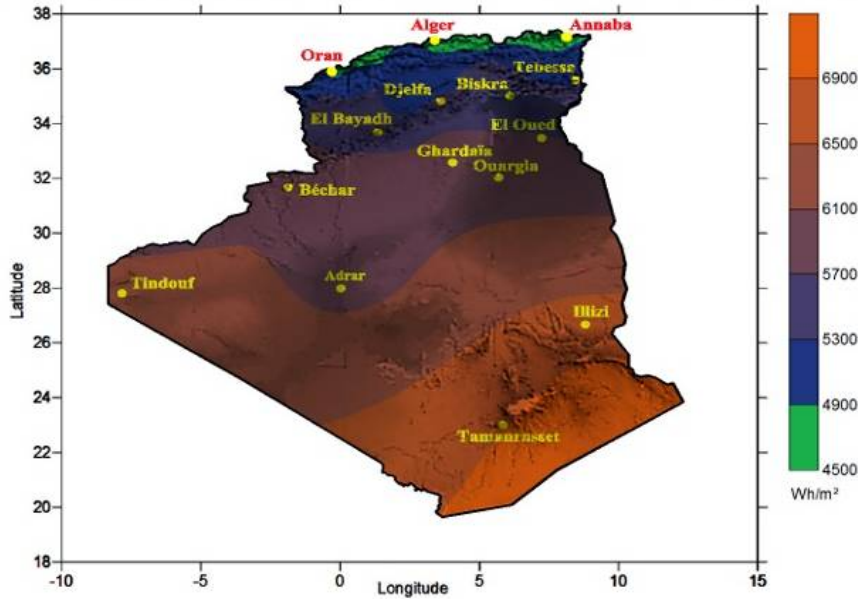 38
36
34
32
30
28
26
24
22
20
18
Latitude
-10
-5
0
5
10
15
Longitude
Alger
Annaba
Oran
Tebessa
Djelfa
Biskra
El Bayadh
El Oued
Ghardaïa
Ouargla
Béchar
Adrar
Tindouf
Illizi
Tamanrasset
6900
6500
6100
5700
5300
4900
4500
Wh/m²